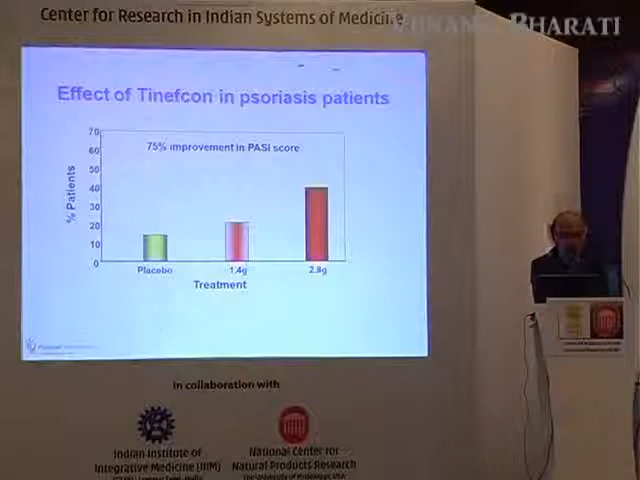 Center for Research in Indian Systems of Medicine
BHARATI
Effect of Tinefcon in psoriasis patients
75% improvement in PASI score
% Patients
70
60
50
40
30
20
10
0
Placebo
1.4g
2.8g
Treatment
In collaboration with
Indian Institute of
Integrative Medicine (IIIM)
National Center for
Natural Products Research